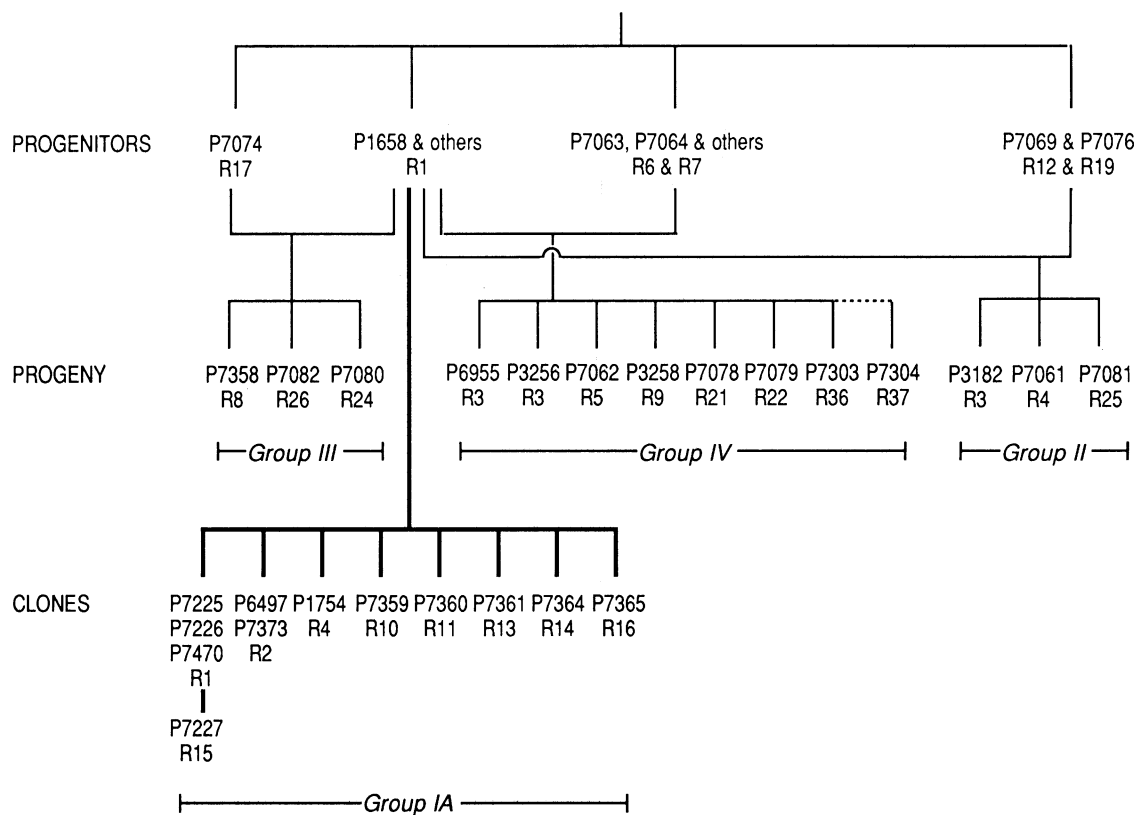 PROGENITORS P7074 P1658 & others P7063, P7064 & others P7069 & P7076
R17 R1 R6 & R7 R12 & R19
PROGENY P7358 P7082 P7080 P6955 P3256 P7062 P3258 P7078 P7079 P7303 P7304 P3182 P7061 P7081
R8 R26 R24 R3 R3 R5 R9 R21 R22 R36 R37 R3 R4 R25
Group III Group IV Group II
CLONES P7225 P6497 P1754 P7359 P7360 P7361 P7364 P7365
P7226 P7373 R4 R10 R11 R13 R14 R16
P7470 R2
R1
P7227
R15
Group IA